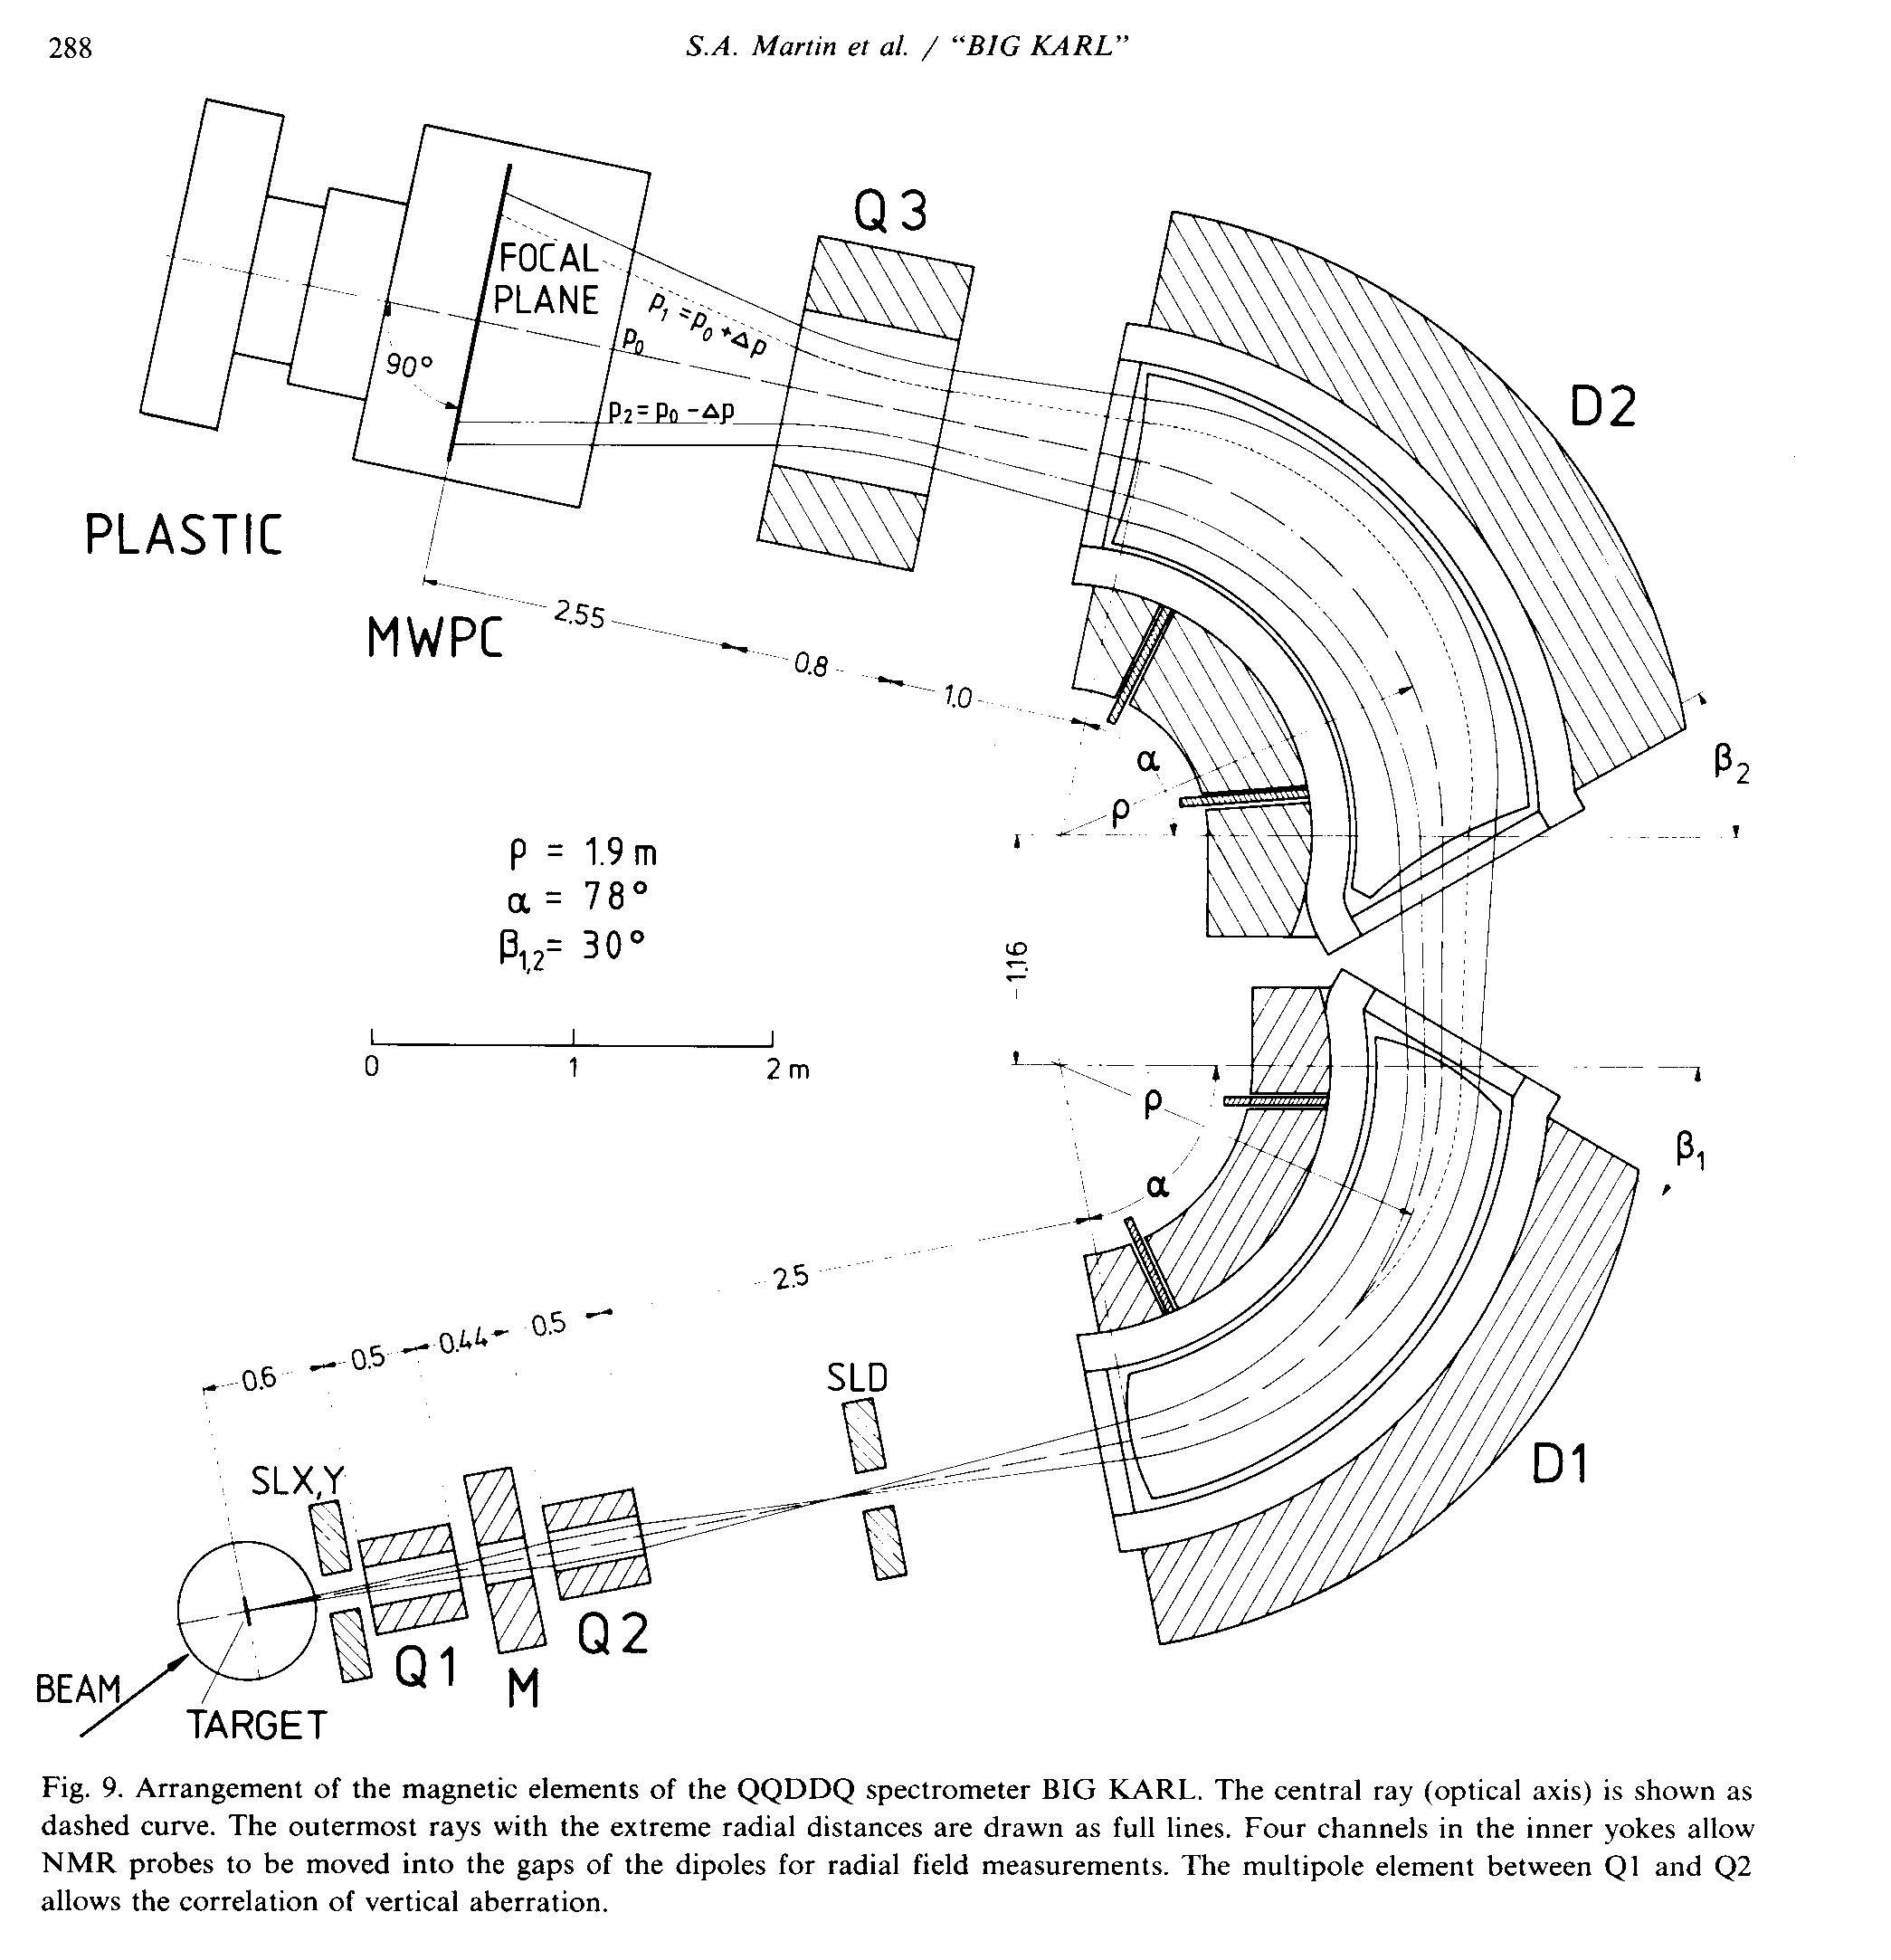 288
S.A. Martin et al. / “BIG KARL”
Q3
FOCAL
PLANE
p₁ = p₀ + Δp
p₀
90°
p₂ = p₀ - Δp
D2
PLASTIC
MWPC
2.55
0.8
1.0
α
ρ
β₂
ρ = 1.9 m
α = 78°
β₁,₂ = 30°
1.16
0
1
2 m
ρ
β₁
α
2.5
0.5
0.44
0.5
0.6
SLD
SLX,Y
D1
Q2
Q1
M
BEAM
TARGET
Fig. 9. Arrangement of the magnetic elements of the QQDDQ spectrometer BIG KARL. The central ray (optical axis) is shown as
dashed curve. The outermost rays with the extreme radial distances are drawn as full lines. Four channels in the inner yokes allow
NMR probes to be moved into the gaps of the dipoles for radial field measurements. The multipole element between Q1 and Q2
allows the correlation of vertical aberration.